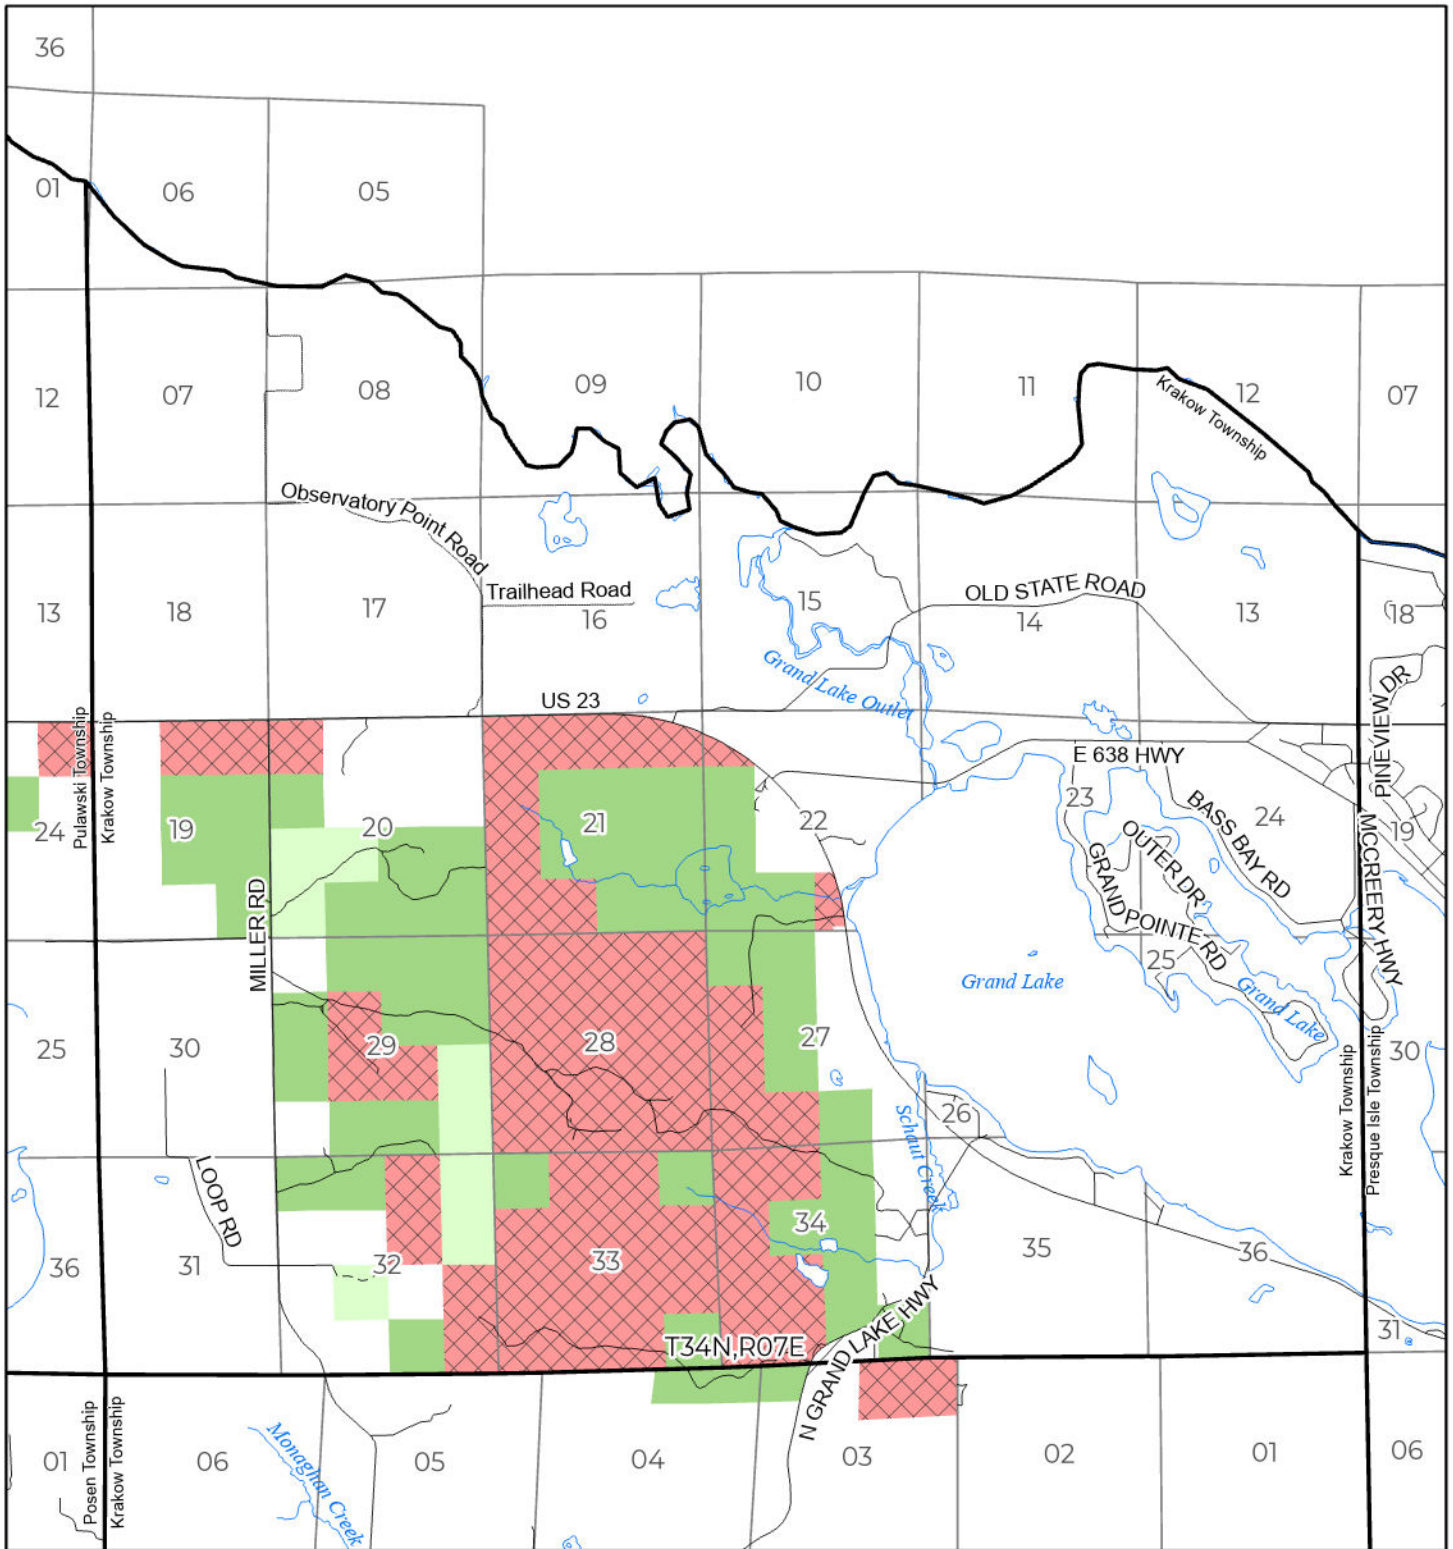 36
01
06
05
12
07
08
09
10
11
12
07
Krakow Township
Observatory Point Road
Trailhead Road
OLD STATE ROAD
13
18
17
16
15
14
13
18
Grand Lake Outlet
US 23
PINEVIEW DR
E 638 HWY
Pulawski Township
Krakow Township
24
19
20
21
22
23
24
19
BASS BAY RD
OUTER DR
GRAND POINTE RD
MCCREERY HWY
MILLER RD
Grand Lake
Grand Lake
25
30
29
28
27
26
25
30
Schaut Creek
Krakow Township
Presque Isle Township
LOOP RD
36
31
32
33
34
35
36
31
T34N,R07E
N GRAND LAKE HWY
Posen Township
Krakow Township
Monaghan Creek
01
06
05
04
03
02
01
06